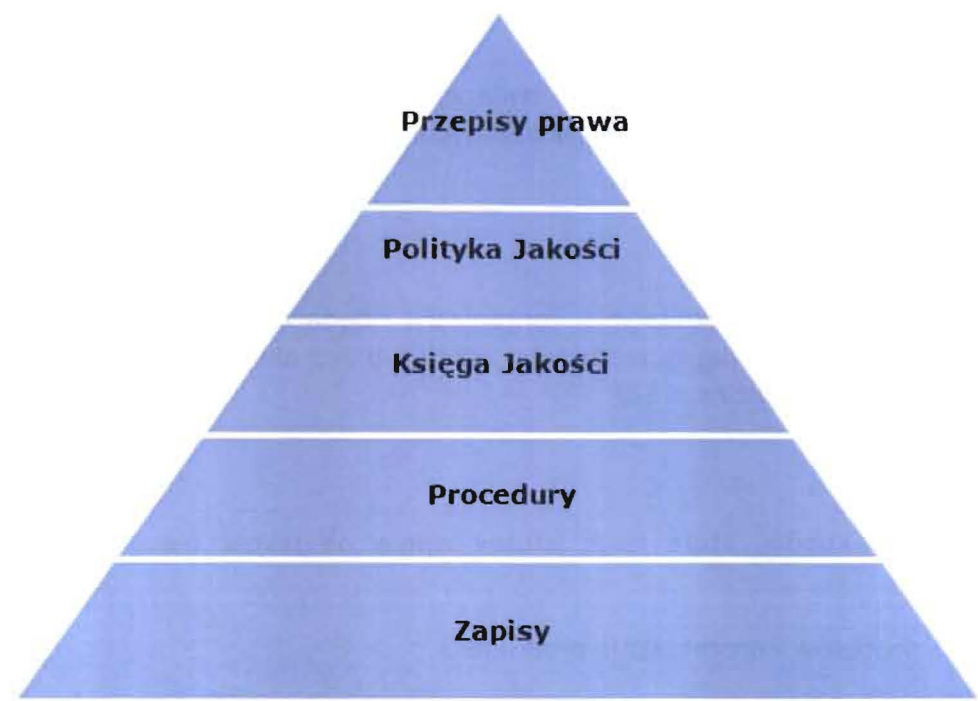 Przepisy prawa
Polityka Jakości
Księga Jakości
Procedury
Zapisy